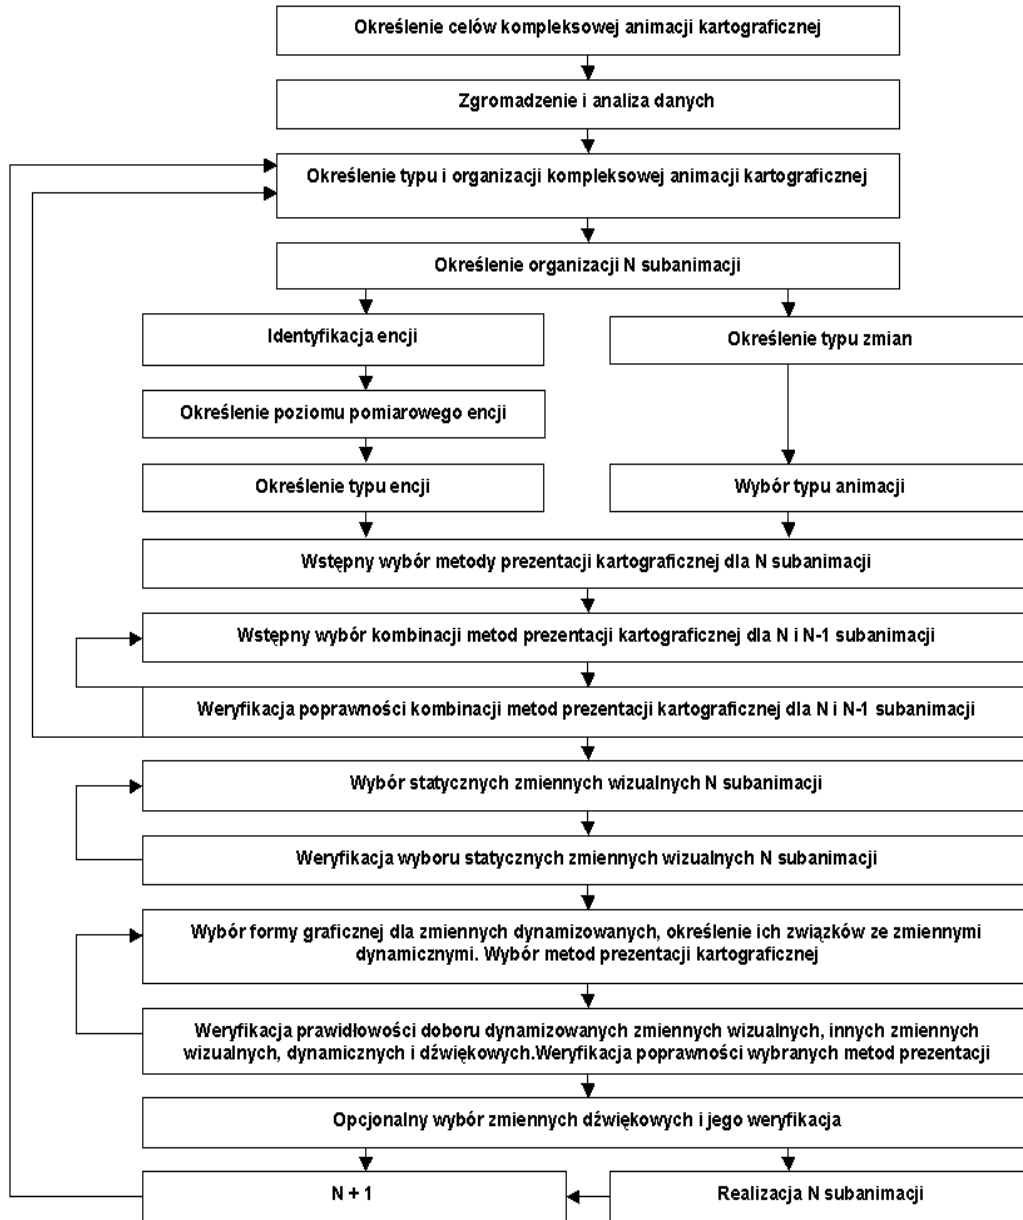 Określenie celów kompleksowej animacji kartograficznej
Zgromadzenie i analiza danych
Określenie typu i organizacji kompleksowej animacji kartograficznej
Określenie organizacji N subanimacji
Identyfikacja encji
Określenie typu zmian
Określenie poziomu pomiarowego encji
Określenie typu encji
Wybór typu animacji
Wstępny wybór metody prezentacji kartograficznej dla N subanimacji
Wstępny wybór kombinacji metod prezentacji kartograficznej dla N i N-1 subanimacji
Weryfikacja poprawności kombinacji metod prezentacji kartograficznej dla N i N-1 subanimacji
Wybór statycznych zmiennych wizualnych N subanimacji
Weryfikacja wyboru statycznych zmiennych wizualnych N subanimacji
Wybór formy graficznej dla zmiennych dynamizowanych, określenie ich związków ze zmiennymi
dynamicznymi. Wybór metod prezentacji kartograficznej
Weryfikacja prawidłowości doboru dynamizowanych zmiennych wizualnych, innych zmiennych
wizualnych, dynamicznych i dźwiękowych.Weryfikacja poprawności wybranych metod prezentacji
Opcjonalny wybór zmiennych dźwiękowych i jego weryfikacja
N + 1
Realizacja N subanimacji